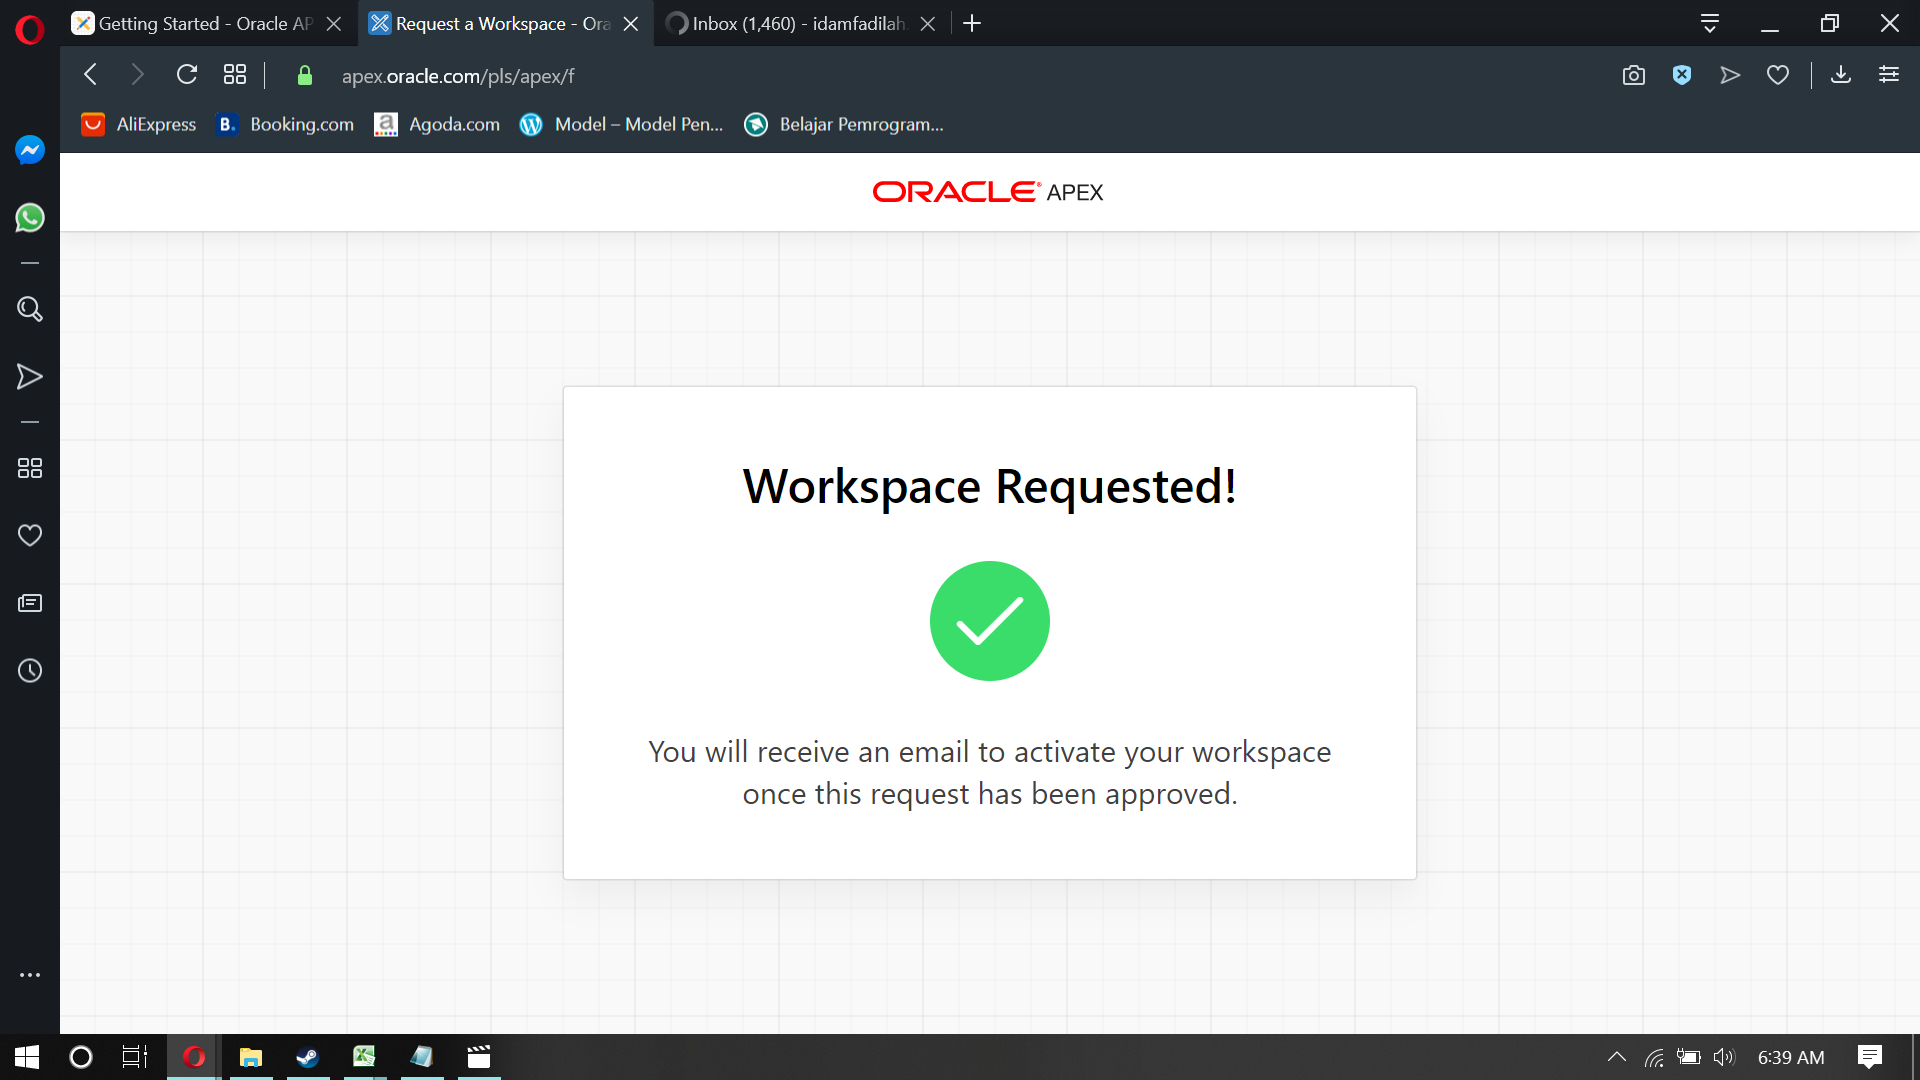 Getting Started - Oracle AP
Request a Workspace - Ora
Inbox (1,460) - idamfadilah.
apex.oracle.com/pls/apex/f
AliExpress
B. Booking.com
a Agoda.com
Model – Model Pen...
Belajar Pemrogram...
ORACLE® APEX
Workspace Requested!
You will receive an email to activate your workspace
once this request has been approved.
6:39 AM